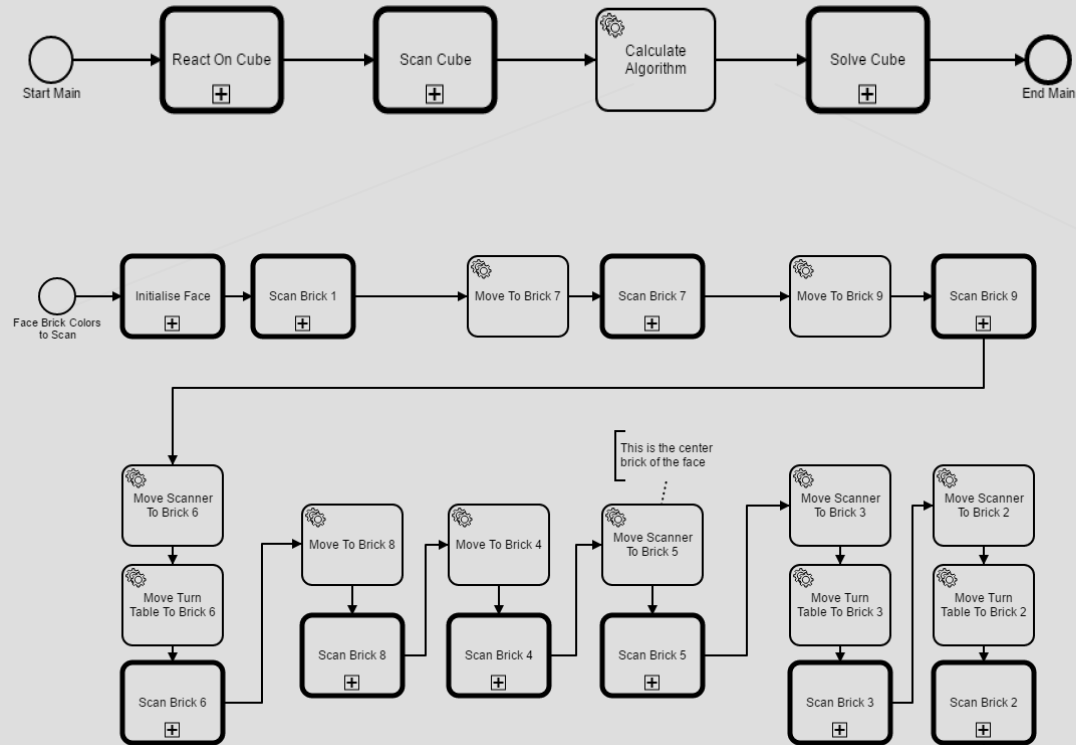 React On Cube
Scan Cube
Calculate
Algorithm
Solve Cube
Start Main
End Main
Initialise Face
Scan Brick 1
Move To Brick 7
Scan Brick 7
Move To Brick 9
Scan Brick 9
Face Brick Colors
to Scan
This is the center
brick of the face
Move Scanner
To Brick 6
Move To Brick 8
Move To Brick 4
Move Scanner
To Brick 5
Move Scanner
To Brick 3
Move Scanner
To Brick 2
Move Turn
Table To Brick 6
Move Turn
Table To Brick 3
Move Turn
Table To Brick 2
Scan Brick 8
Scan Brick 4
Scan Brick 5
Scan Brick 6
Scan Brick 3
Scan Brick 2